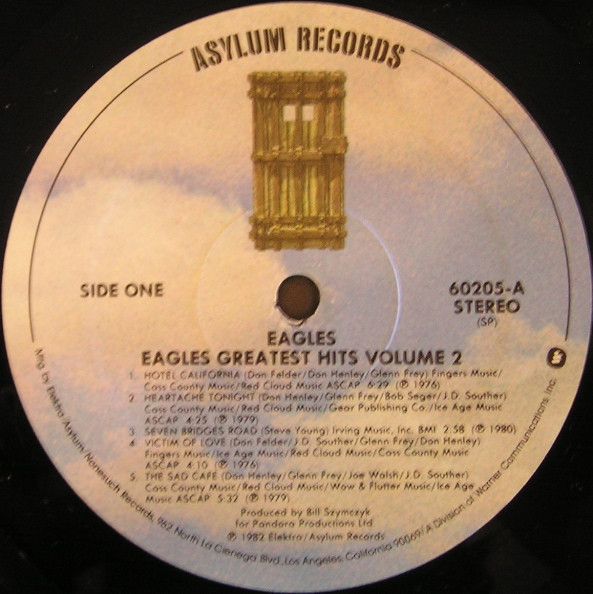 ASYLUM RECORDS
SIDE ONE
60205-A
STEREO
(SP)
EAGLES
EAGLES GREATEST HITS VOLUME 2
1. HOTEL CALIFORNIA (Don Felder/Don Henley/Glenn Frey) Fingers Music/
Cass County Music/Red Cloud Music ASCAP 6:29 (℗ 1976)
2. HEARTACHE TONIGHT (Don Henley/Glenn Frey/Bob Seger/J.D. Souther)
Cass County Music/Red Cloud Music/Gear Publishing Co./Ice Age Music
ASCAP 4:25 (℗ 1979)
3. SEVEN BRIDGES ROAD (Steve Young) Irving Music, Inc. BMI 2:58 (℗ 1980)
4. VICTIM OF LOVE (Don Felder/J.D. Souther/Glenn Frey/Don Henley)
Fingers Music/Ice Age Music/Red Cloud Music/Cass County Music
ASCAP 4:10 (℗ 1976)
5. THE SAD CAFE (Don Henley/Glenn Frey/Joe Walsh/J.D. Souther)
Cass County Music/Red Cloud Music/Wow & Flutter Music/Ice Age
Music ASCAP 5:32 (℗ 1979)
Produced by Bill Szymczyk
for Pandora Productions Ltd
℗ 1982 Elektra/Asylum Records
Mfg by Elektra Asylum Nonesuch Records, 962 North La Cienega Blvd., Los Angeles, California 90069/A Division of Warner Communications, Inc.